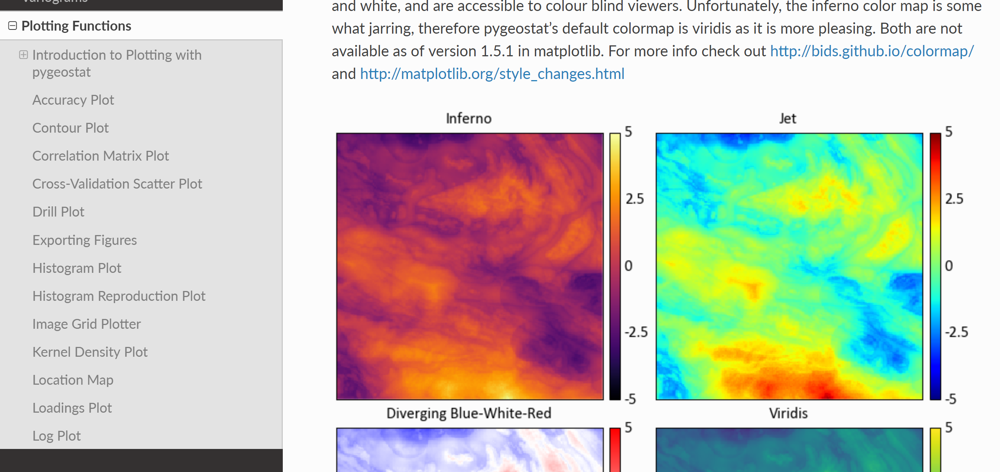 Variograms
Plotting Functions
Introduction to Plotting with
pygeostat
Accuracy Plot
Contour Plot
Correlation Matrix Plot
Cross-Validation Scatter Plot
Drill Plot
Exporting Figures
Histogram Plot
Histogram Reproduction Plot
Image Grid Plotter
Kernel Density Plot
Location Map
Loadings Plot
Log Plot
and white, and are accessible to colour blind viewers. Unfortunately, the inferno color map is some
what jarring, therefore pygeostat’s default colormap is viridis as it is more pleasing. Both are not
available as of version 1.5.1 in matplotlib. For more info check out http://bids.github.io/colormap/
and http://matplotlib.org/style_changes.html
Inferno
5
2.5
0
-2.5
-5
Jet
5
2.5
0
-2.5
-5
Diverging Blue-White-Red
5
Viridis
5